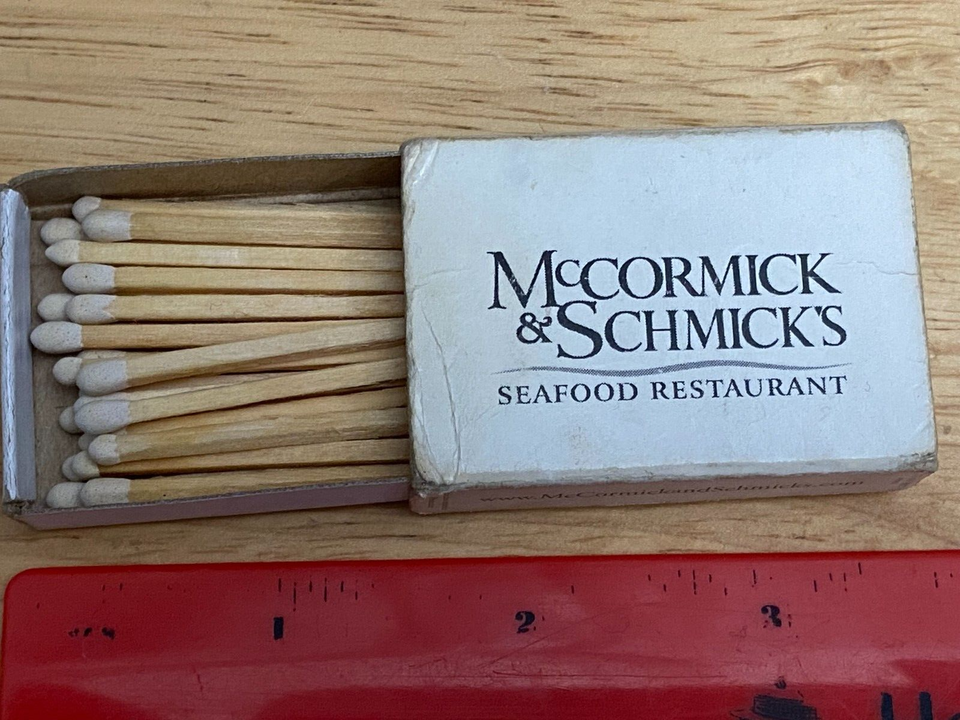 McCORMICK
& SCHMICK'S
SEAFOOD RESTAURANT
www.McCormickandSchmicks.com
1 2 3